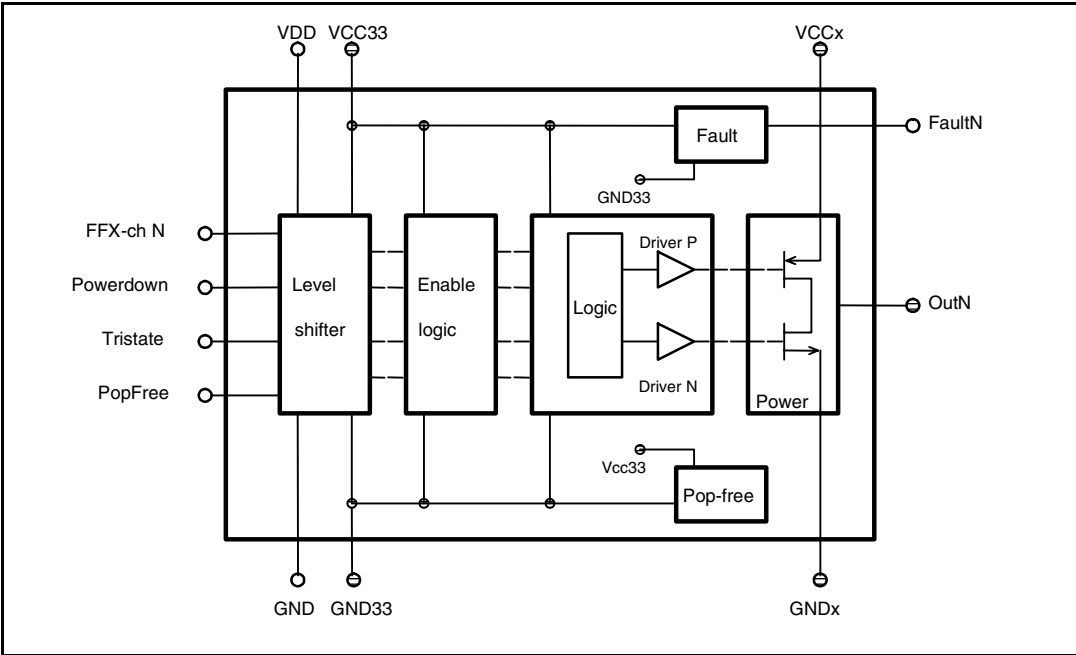 VDD VCC33 VCCx
FaultN
Fault
GND33
FFX-ch N
Driver P
Powerdown Level Enable
OutN
Logic
shifter logic
Tristate
PopFree
Driver N
Power
Vcc33
Pop-free
GND GND33 GNDx